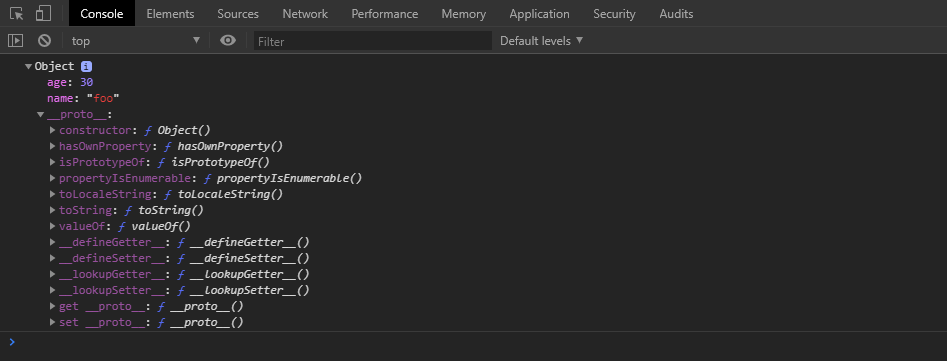 Console Elements Sources Network Performance Memory Application Security Audits
top Filter Default levels
Object i
age: 30
name: "foo"
__proto__:
constructor: ƒ Object()
hasOwnProperty: ƒ hasOwnProperty()
isPrototypeOf: ƒ isPrototypeOf()
propertyIsEnumerable: ƒ propertyIsEnumerable()
toLocaleString: ƒ toLocaleString()
toString: ƒ toString()
valueOf: ƒ valueOf()
__defineGetter__: ƒ __defineGetter__()
__defineSetter__: ƒ __defineSetter__()
__lookupGetter__: ƒ __lookupGetter__()
__lookupSetter__: ƒ __lookupSetter__()
get __proto__: ƒ __proto__()
set __proto__: ƒ __proto__()